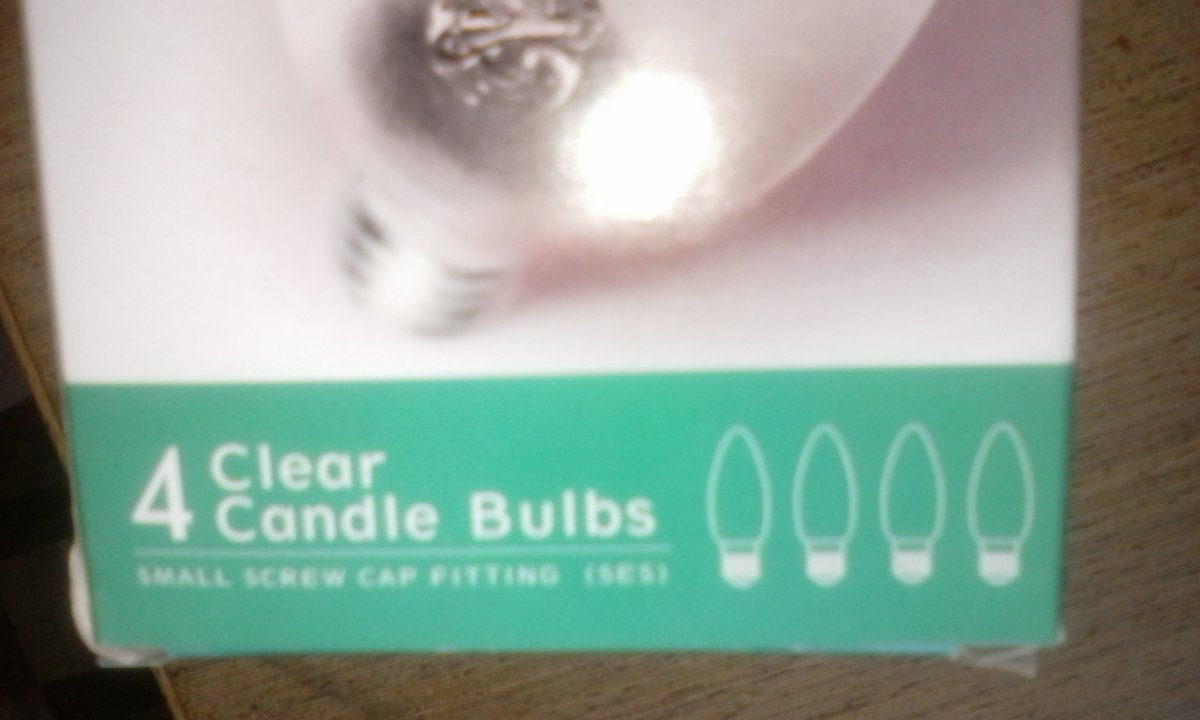 4 Clear
Candle Bulbs
SMALL SCREW CAP FITTING (SES)